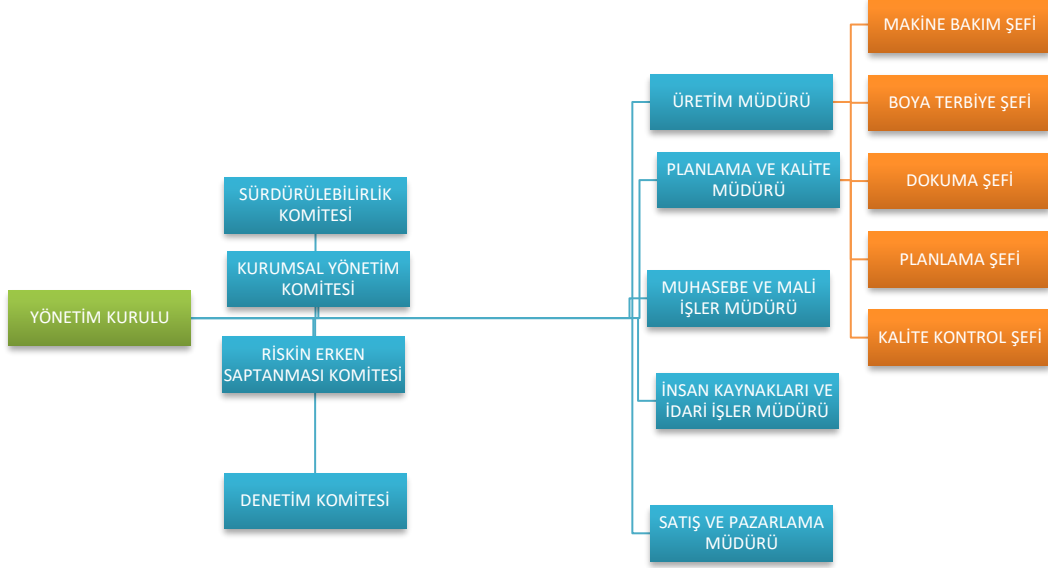 YÖNETİM KURULU
SÜRDÜRÜLEBİLİRLİK
KOMİTESİ
KURUMSAL YÖNETİM
KOMİTESİ
RİSKİN ERKEN
SAPTANMASI KOMİTESİ
DENETİM KOMİTESİ
ÜRETİM MÜDÜRÜ
PLANLAMA VE KALİTE
MÜDÜRÜ
MUHASEBE VE MALİ
İŞLER MÜDÜRÜ
İNSAN KAYNAKLARI VE
İDARİ İŞLER MÜDÜRÜ
SATIŞ VE PAZARLAMA
MÜDÜRÜ
MAKİNE BAKIM ŞEFİ
BOYA TERBİYE ŞEFİ
DOKUMA ŞEFİ
PLANLAMA ŞEFİ
KALİTE KONTROL ŞEFİ